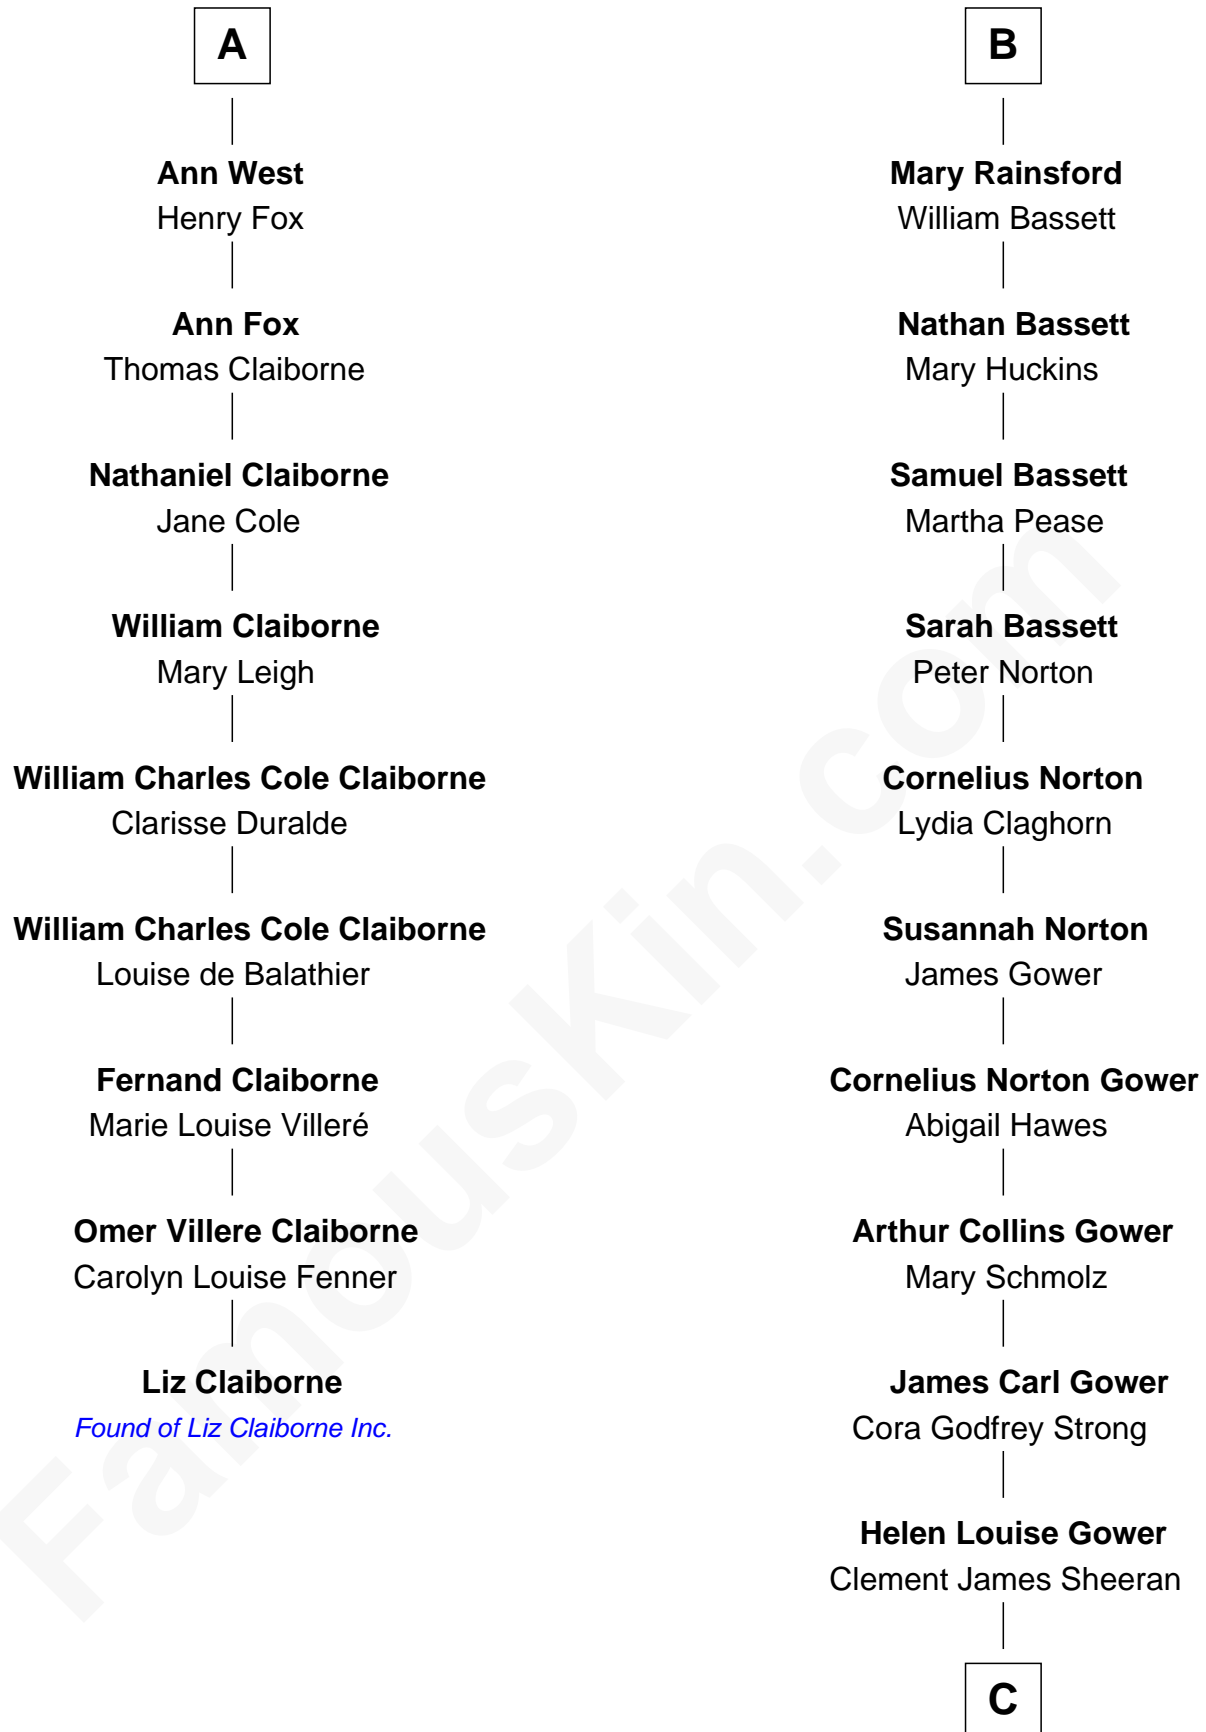 A
Ann West
Henry Fox
Ann Fox
Thomas Claiborne
Nathaniel Claiborne
Jane Cole
William Claiborne
Mary Leigh
William Charles Cole Claiborne
Clarisse Duralde
William Charles Cole Claiborne
Louise de Balathier
Fernand Claiborne
Marie Louise Villeré
Omer Villere Claiborne
Carolyn Louise Fenner
Liz Claiborne
Found of Liz Claiborne Inc.
B
Mary Rainsford
William Bassett
Nathan Bassett
Mary Huckins
Samuel Bassett
Martha Pease
Sarah Bassett
Peter Norton
Cornelius Norton
Lydia Claghorn
Susannah Norton
James Gower
Cornelius Norton Gower
Abigail Hawes
Arthur Collins Gower
Mary Schmolz
James Carl Gower
Cora Godfrey Strong
Helen Louise Gower
Clement James Sheeran
C
FamousKin.com